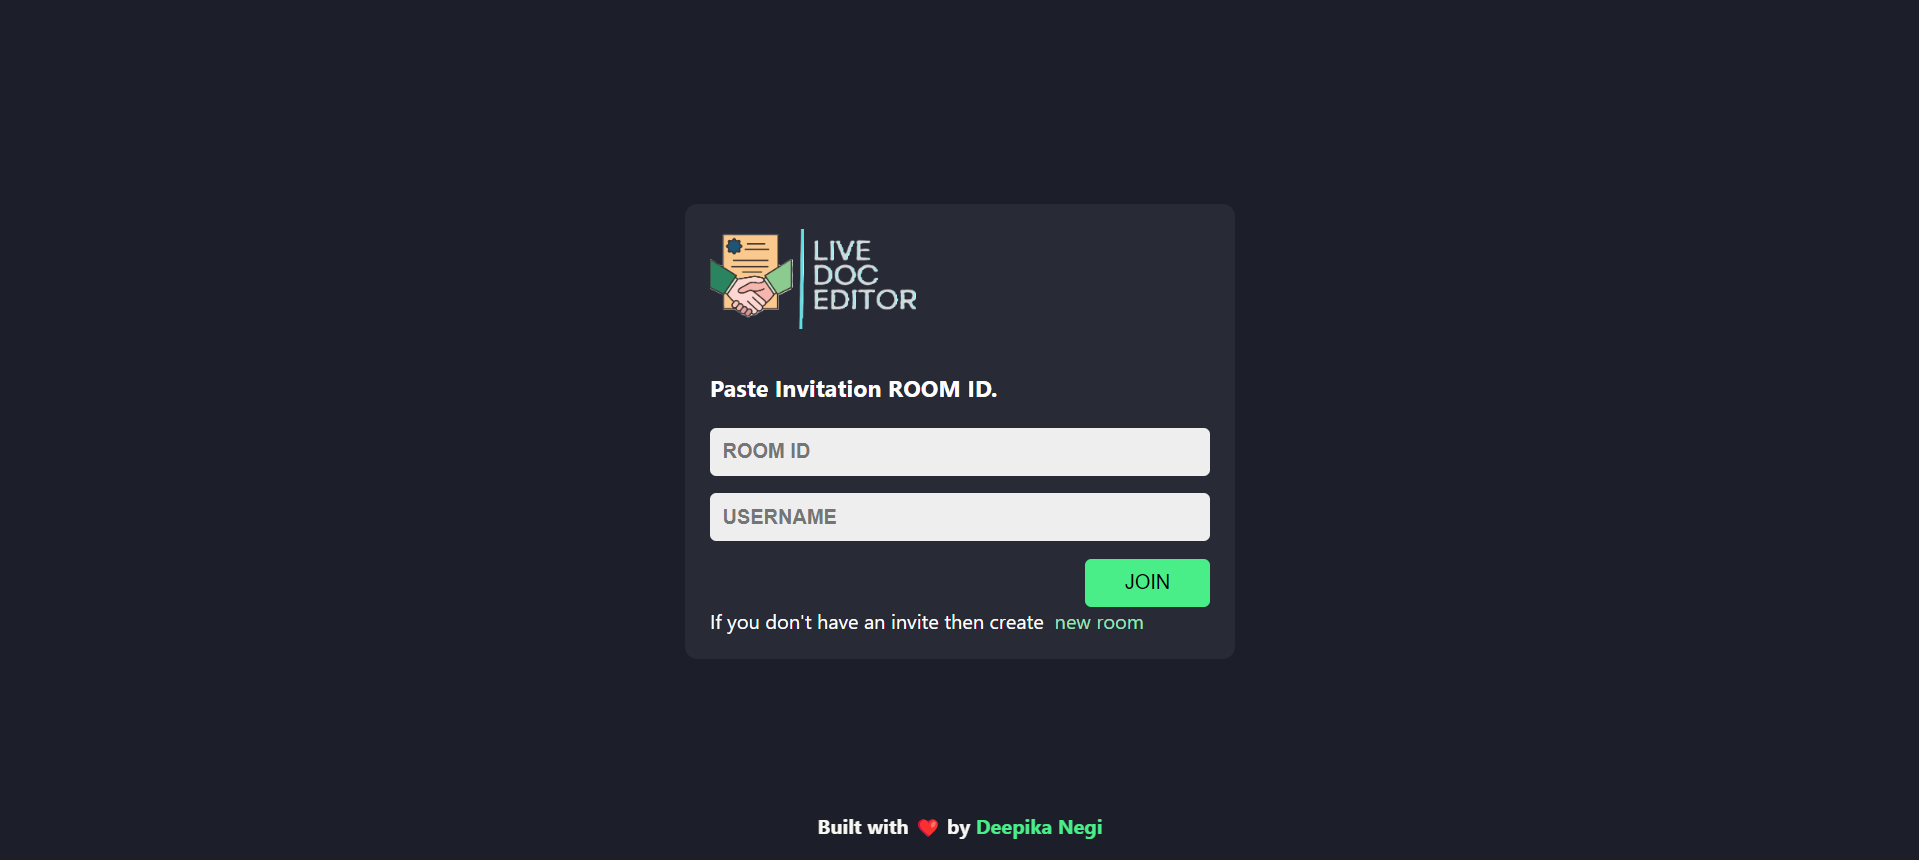 LIVE
DOC
EDITOR
Paste Invitation ROOM ID.
ROOM ID
USERNAME
JOIN
If you don't have an invite then create new room
Built with ❤️ by Deepika Negi